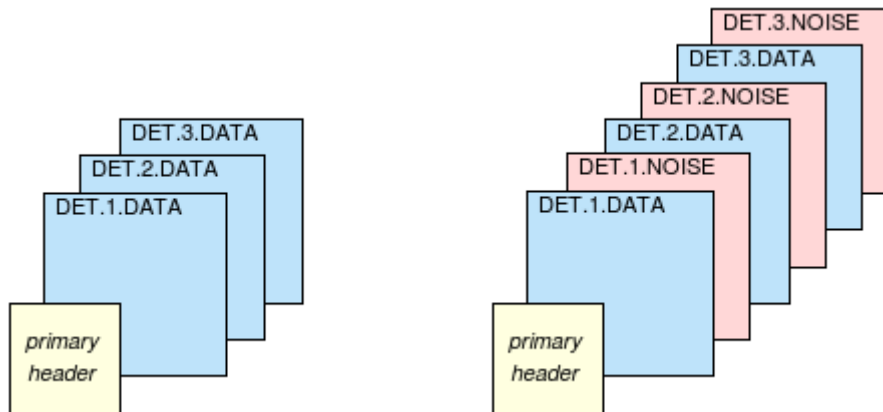 DET.3.DATA
DET.2.DATA
DET.1.DATA
primary
header
DET.3.NOISE
DET.3.DATA
DET.2.NOISE
DET.2.DATA
DET.1.NOISE
DET.1.DATA
primary
header